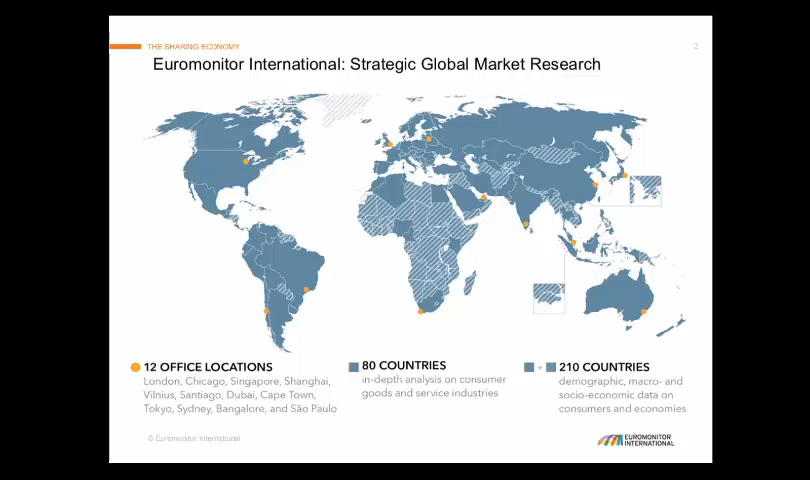 THE SHARING ECONOMY
2
Euromonitor International: Strategic Global Market Research
12 OFFICE LOCATIONS
London, Chicago, Singapore, Shanghai,
Vilnius, Santiago, Dubai, Cape Town,
Tokyo, Sydney, Bangalore, and São Paulo
80 COUNTRIES
in-depth analysis on consumer
goods and service industries
+
210 COUNTRIES
demographic, macro- and
socio-economic data on
consumers and economies
© Euromonitor International
EUROMONITOR
INTERNATIONAL